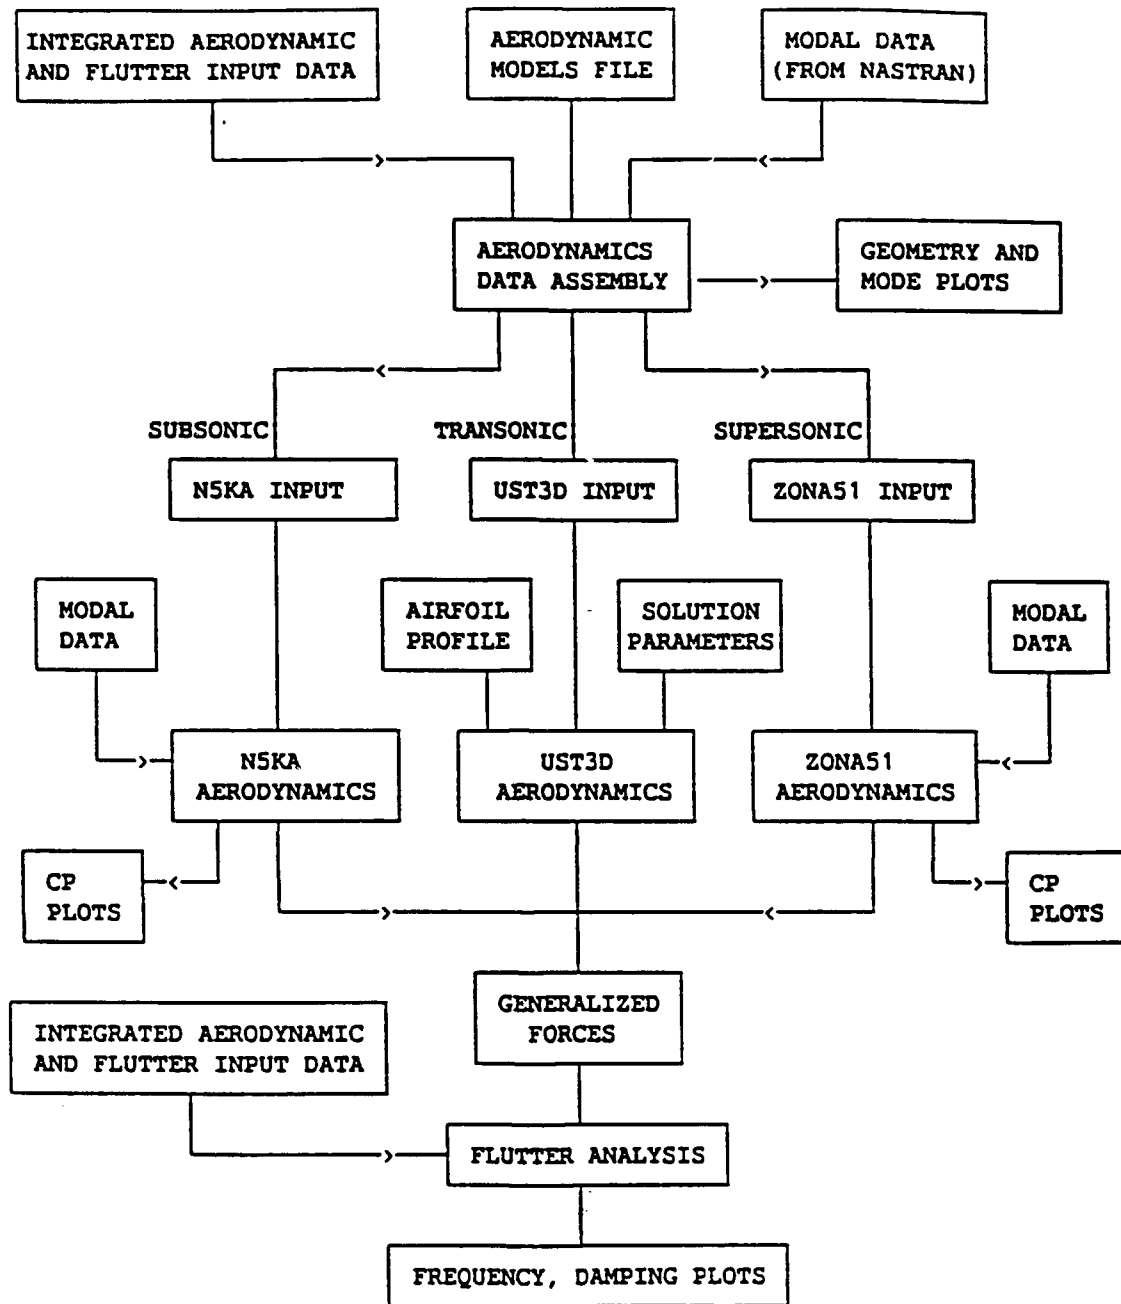 INTEGRATED AERODYNAMIC
AND FLUTTER INPUT DATA
AERODYNAMIC
MODELS FILE
MODAL DATA
(FROM NASTRAN)
AERODYNAMICS
DATA ASSEMBLY
GEOMETRY AND
MODE PLOTS
SUBSONIC
TRANSONIC
SUPERSONIC
N5KA INPUT
UST3D INPUT
ZONA51 INPUT
MODAL
DATA
AIRFOIL
PROFILE
SOLUTION
PARAMETERS
MODAL
DATA
N5KA
AERODYNAMICS
UST3D
AERODYNAMICS
ZONA51
AERODYNAMICS
CP
PLOTS
CP
PLOTS
GENERALIZED
FORCES
INTEGRATED AERODYNAMIC
AND FLUTTER INPUT DATA
FLUTTER ANALYSIS
FREQUENCY, DAMPING PLOTS